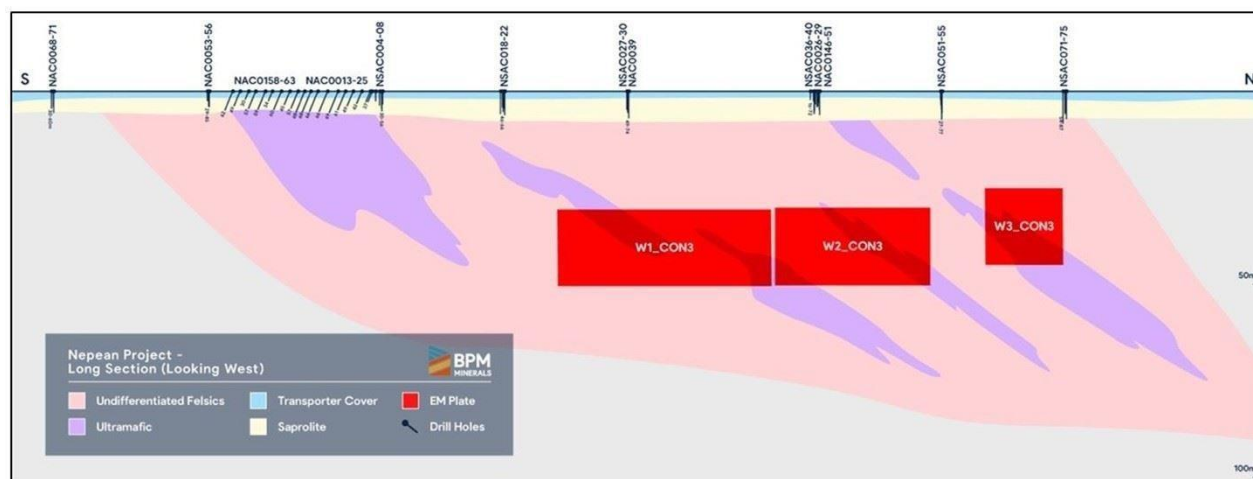 NAC0068-71
NAC0053-56
NAC0158-63
NAC0013-25
NSAC004-08
NSAC018-22
NSAC027-30
NAC0039
NSAC036-40
NAC0026-29
NAC0146-51
NSAC051-55
NSAC071-75
S
N
W1_CON3
W2_CON3
W3_CON3
50m
Nepean Project -
Long Section (Looking West)
BPM
MINERALS
Undifferentiated Felsics
Transporter Cover
EM Plate
Ultramafic
Saprolite
Drill Holes
100m